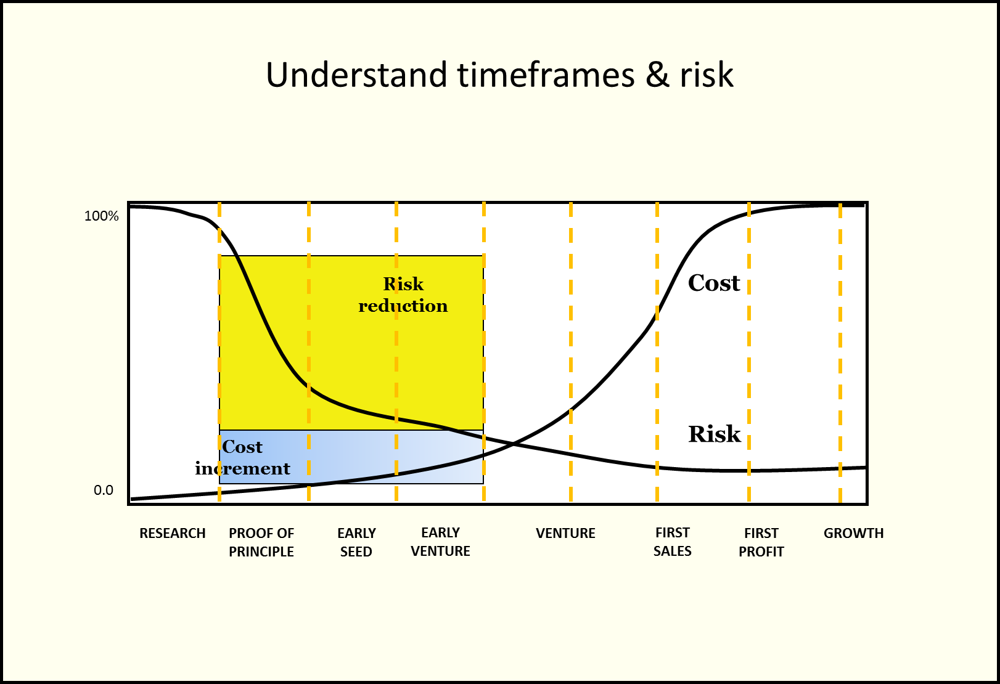 Understand timeframes & risk
100%
Risk
reduction
Cost
Risk
Cost
increment
0.0
RESEARCH
PROOF OF
PRINCIPLE
EARLY
SEED
EARLY
VENTURE
VENTURE
FIRST
SALES
FIRST
PROFIT
GROWTH